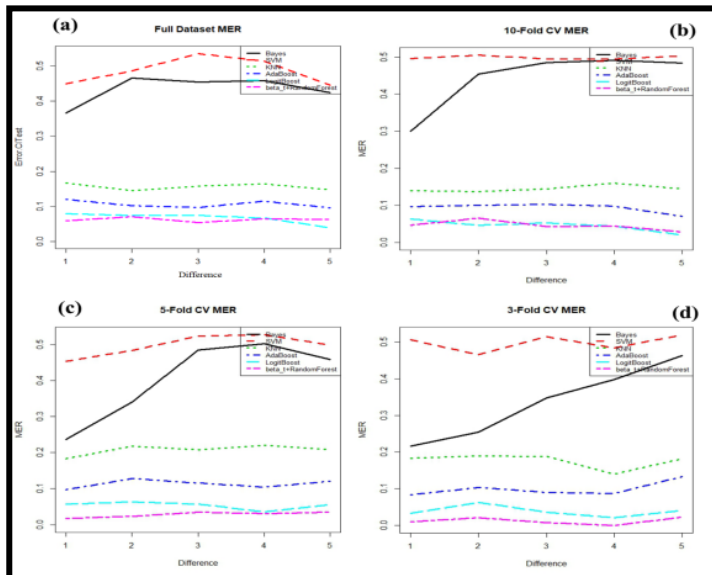 (a)
Full Dataset MER
Error CITest
0.0
0.1
0.2
0.3
0.4
0.5
Bayes
SVM
KNN
AdaBoost
LogitBoost
beta_t+RandomForest
1
2
3
4
5
Difference
(b)
10-Fold CV MER
MER
0.0
0.1
0.2
0.3
0.4
0.5
Bayes
SVM
KNN
AdaBoost
LogitBoost
beta_t+RandomForest
1
2
3
4
5
Difference
(c)
5-Fold CV MER
MER
0.0
0.1
0.2
0.3
0.4
0.5
Bayes
SVM
KNN
AdaBoost
LogitBoost
beta_t+RandomForest
1
2
3
4
5
Difference
(d)
3-Fold CV MER
MER
0.0
0.1
0.2
0.3
0.4
0.5
Bayes
SVM
KNN
AdaBoost
LogitBoost
beta_t+RandomForest
1
2
3
4
5
Difference